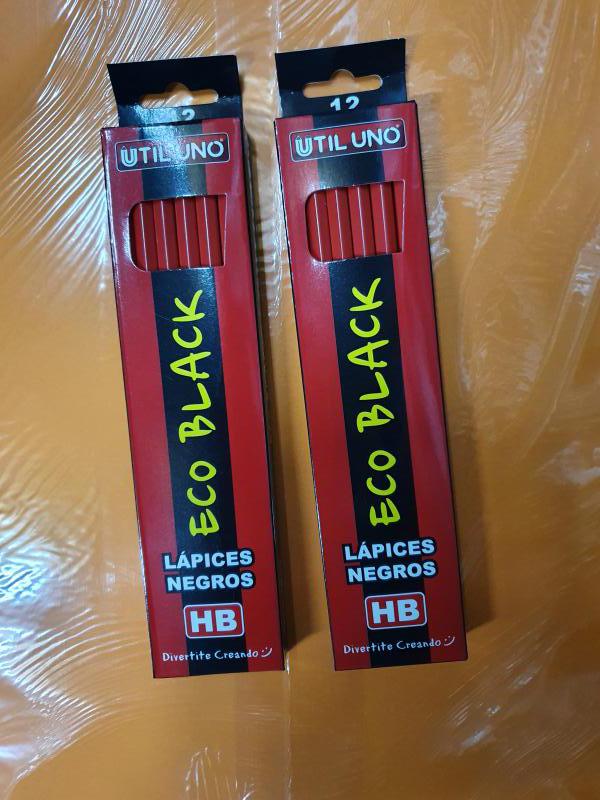 2
ÚTIL UNO
ECO BLACK
LÁPICES
NEGROS
HB
Divertite Creando
12
ÚTIL UNO
ECO BLACK
LÁPICES
NEGROS
HB
Divertite Creando